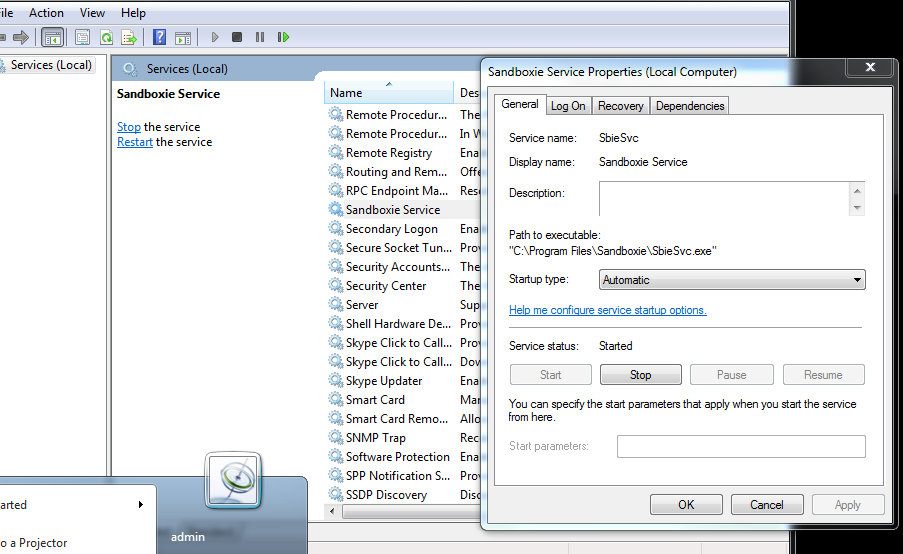 ile Action View Help
Services (Local)
Services (Local)
Sandboxie Service
Stop the service
Restart the service
Name Des
Remote Procedur... The
Remote Procedur... In W
Remote Registry Ena
Routing and Rem... Offe
RPC Endpoint Ma... Reso
Sandboxie Service
Secondary Logon Ena
Secure Socket Tun... Prov
Security Accounts... The
Security Center The
Server Sup
Shell Hardware De... Prov
Skype Click to Call... Prov
Skype Click to Call... Dow
Skype Updater Ena
Smart Card Mar
Smart Card Remo... Allo
SNMP Trap Rec
Software Protection Ena
SPP Notification S... Prov
SSDP Discovery Disc
Sandboxie Service Properties (Local Computer)
General Log On Recovery Dependencies
Service name: SbieSvc
Display name: Sandboxie Service
Description:
Path to executable:
"C:\Program Files\Sandboxie\SbieSvc.exe"
Startup type: Automatic
Help me configure service startup options.
Service status: Started
Start Stop Pause Resume
You can specify the start parameters that apply when you start the service
from here.
Start parameters:
OK Cancel Apply
arted
o a Projector
admin